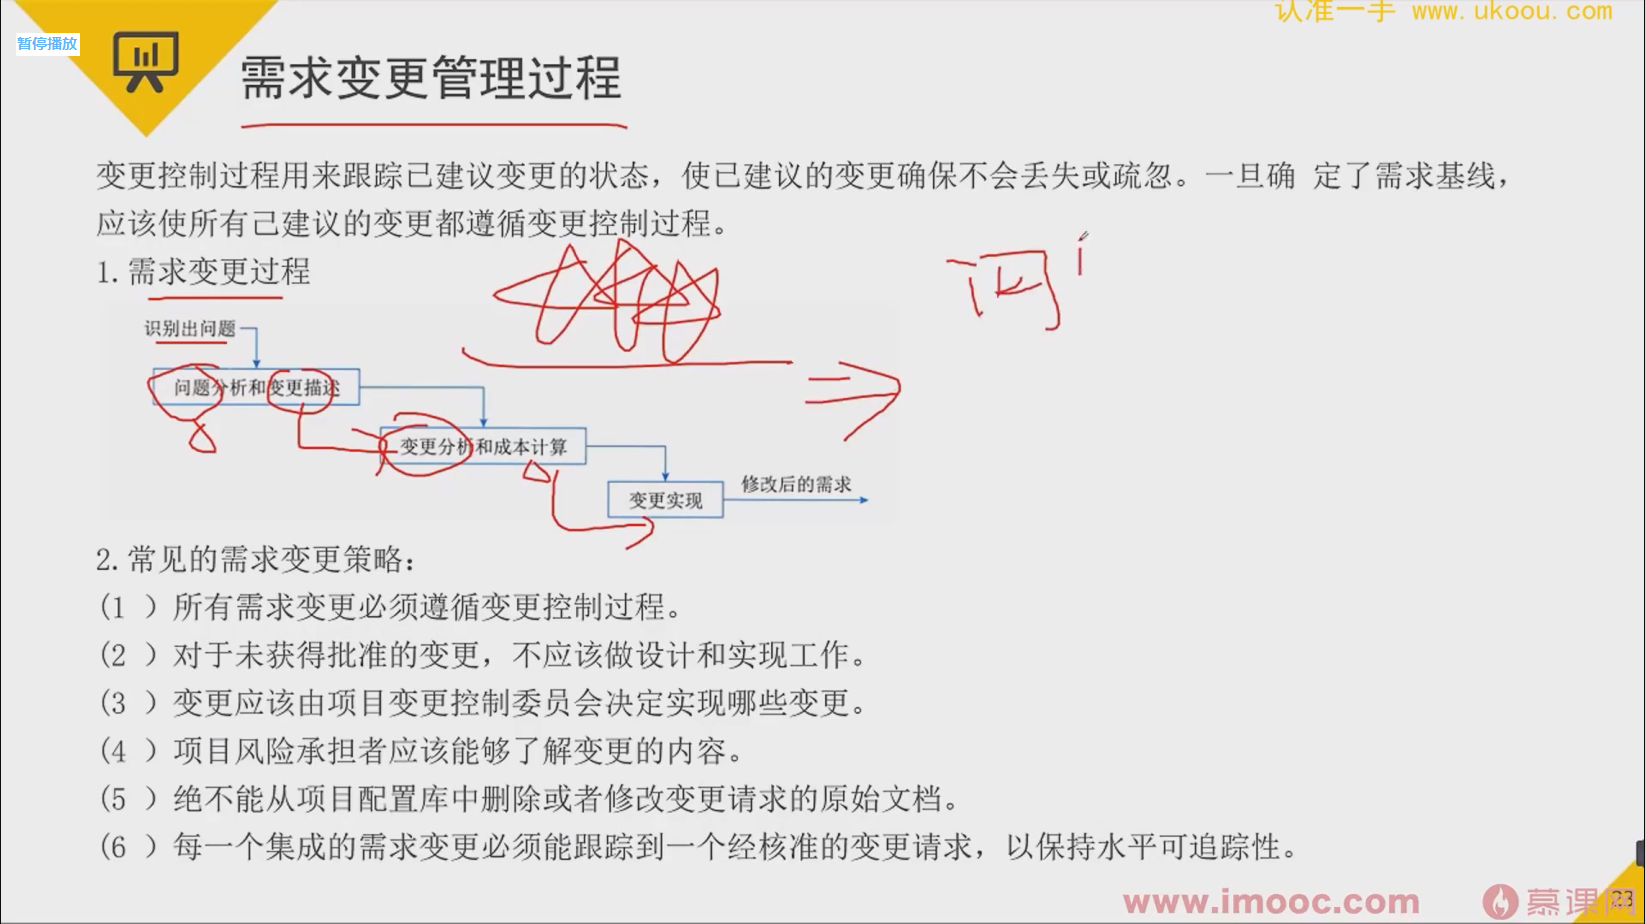 认准一手 www.ukoou.com
暂停播放
需求变更管理过程
变更控制过程用来跟踪已建议变更的状态，使已建议的变更确保不会丢失或疏忽。一旦确 定了需求基线，
应该使所有已建议的变更都遵循变更控制过程。
1.需求变更过程
识别出问题
问题分析和变更描述
变更分析和成本计算
变更实现
修改后的需求
2.常见的需求变更策略：
(1 ) 所有需求变更必须遵循变更控制过程。
(2 ) 对于未获得批准的变更，不应该做设计和实现工作。
(3 ) 变更应该由项目变更控制委员会决定实现哪些变更。
(4 ) 项目风险承担者应该能够了解变更的内容。
(5 ) 绝不能从项目配置库中删除或者修改变更请求的原始文档。
(6 ) 每一个集成的需求变更必须能跟踪到一个经核准的变更请求，以保持水平可追踪性。
www.imooc.com
慕课网